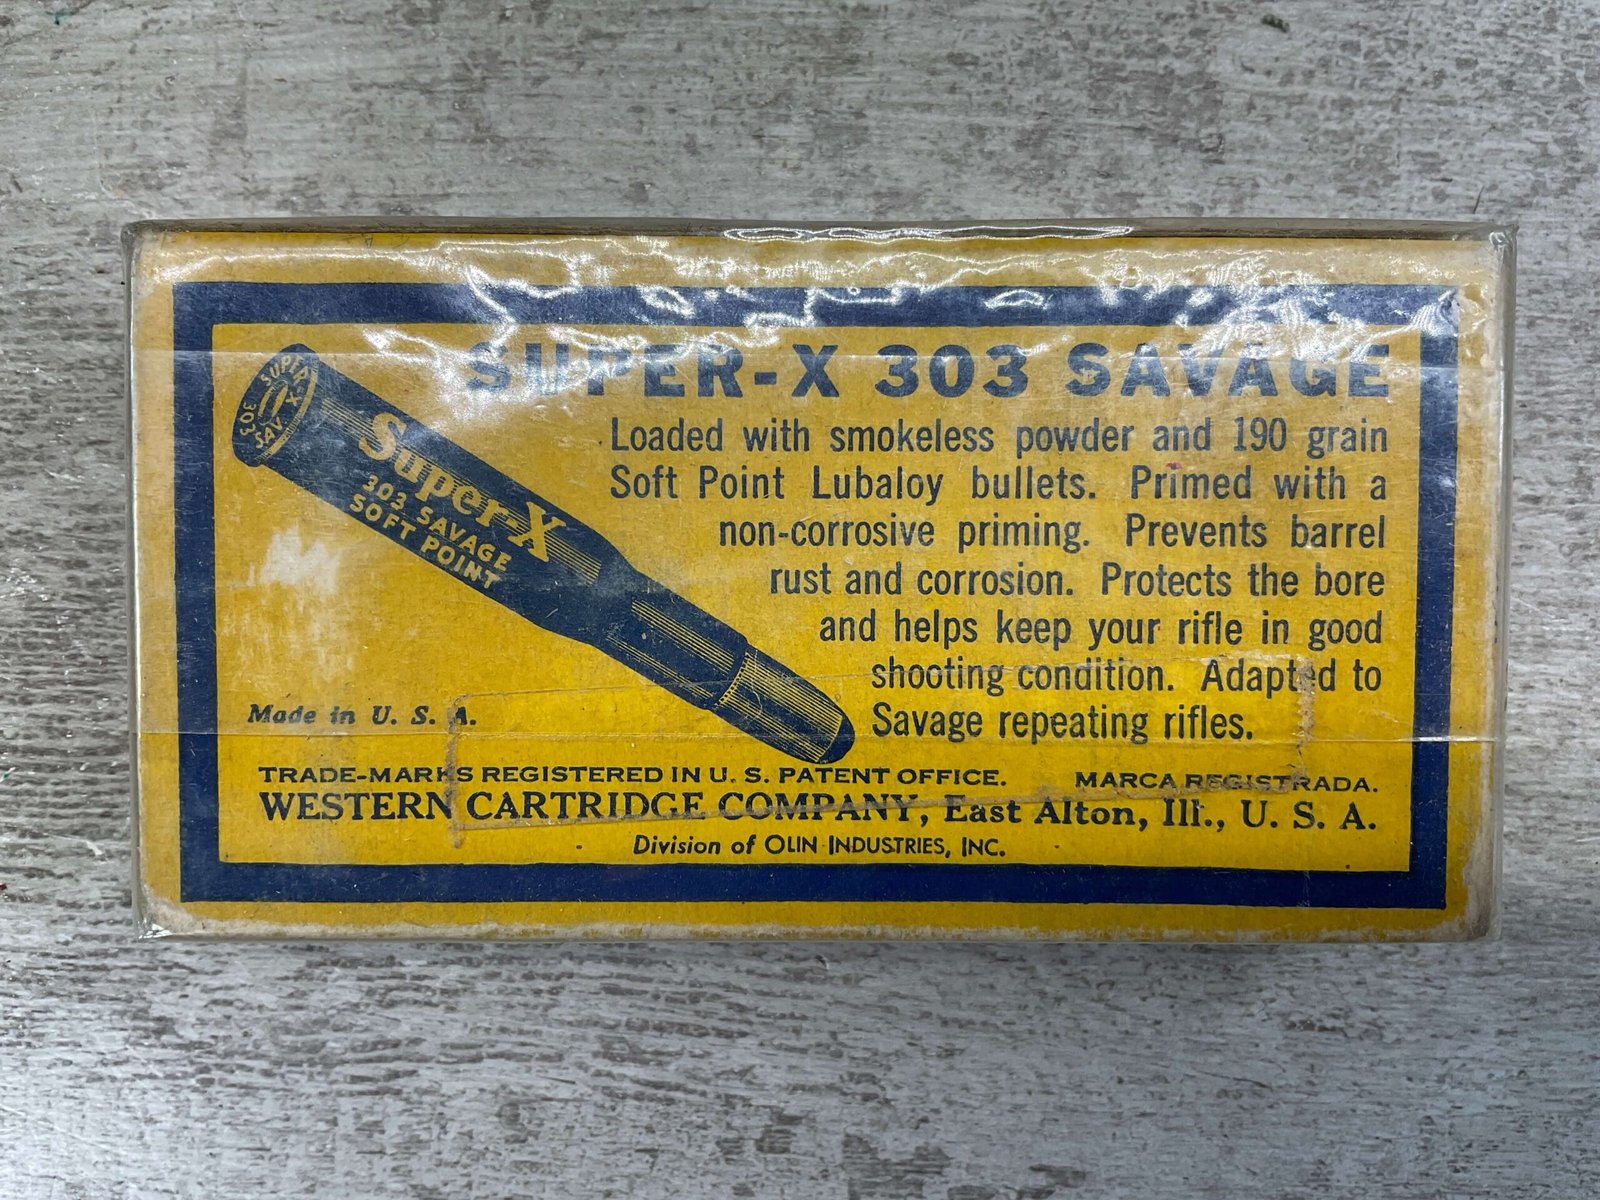 SUPER-X 303 SAVAGE
SUPER-X
303
SAV.
Super-X
303 SAVAGE
SOFT POINT
Loaded with smokeless powder and 190 grain
Soft Point Lubaloy bullets. Primed with a
non-corrosive priming. Prevents barrel
rust and corrosion. Protects the bore
and helps keep your rifle in good
shooting condition. Adapted to
Savage repeating rifles.
Made in U. S. A.
TRADE-MARKS REGISTERED IN U. S. PATENT OFFICE. MARCA REGISTRADA.
WESTERN CARTRIDGE COMPANY, East Alton, Ill., U. S. A.
Division of OLIN INDUSTRIES, INC.